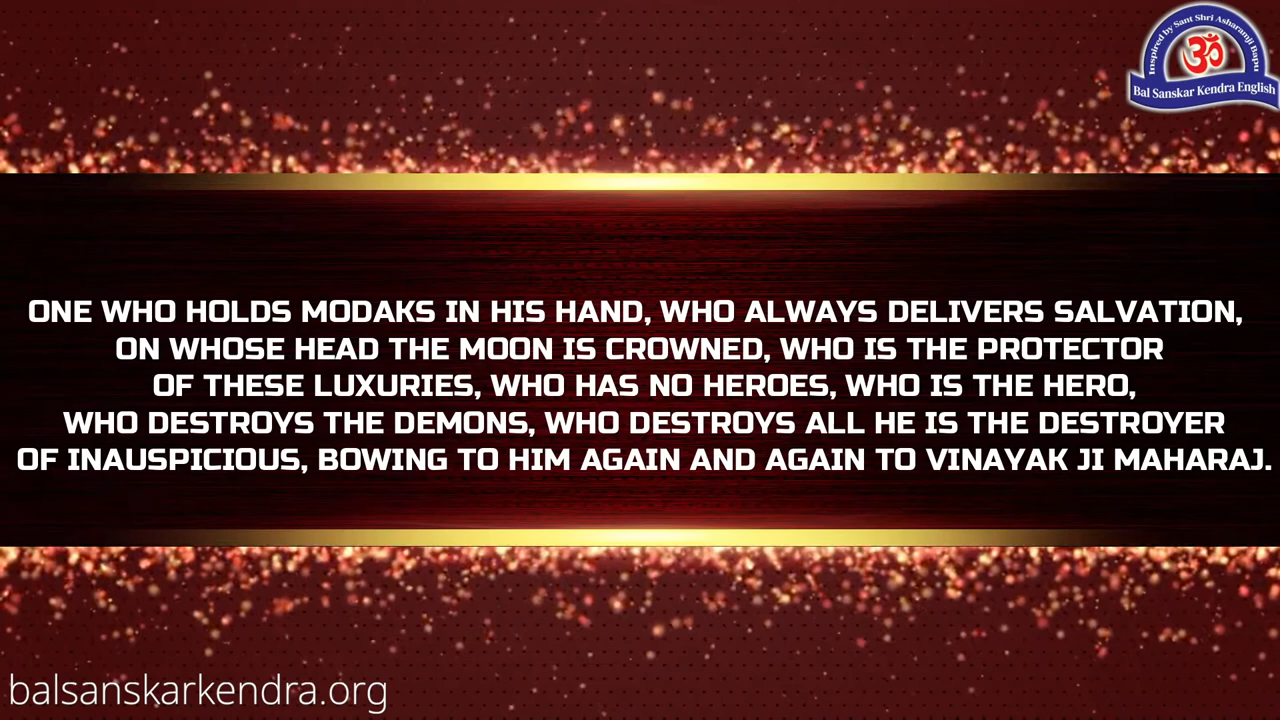 Inspired by Sant Shri Asharamji Bapu
ॐ
Bal Sanskar Kendra English
ONE WHO HOLDS MODAKS IN HIS HAND, WHO ALWAYS DELIVERS SALVATION,
ON WHOSE HEAD THE MOON IS CROWNED, WHO IS THE PROTECTOR
OF THESE LUXURIES, WHO HAS NO HEROES, WHO IS THE HERO,
WHO DESTROYS THE DEMONS, WHO DESTROYS ALL HE IS THE DESTROYER
OF INAUSPICIOUS, BOWING TO HIM AGAIN AND AGAIN TO VINAYAK JI MAHARAJ.
balsanskarkendra.org